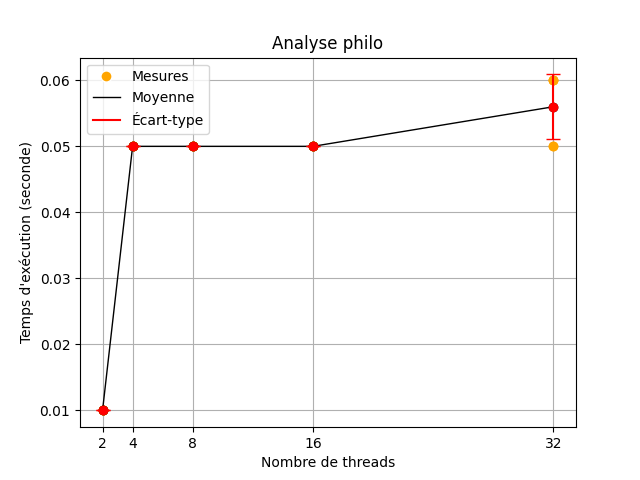 Analyse philo
Mesures
Moyenne
Écart-type
Temps d'exécution (seconde)
0.06
0.05
0.04
0.03
0.02
0.01
2 4 8 16 32
Nombre de threads